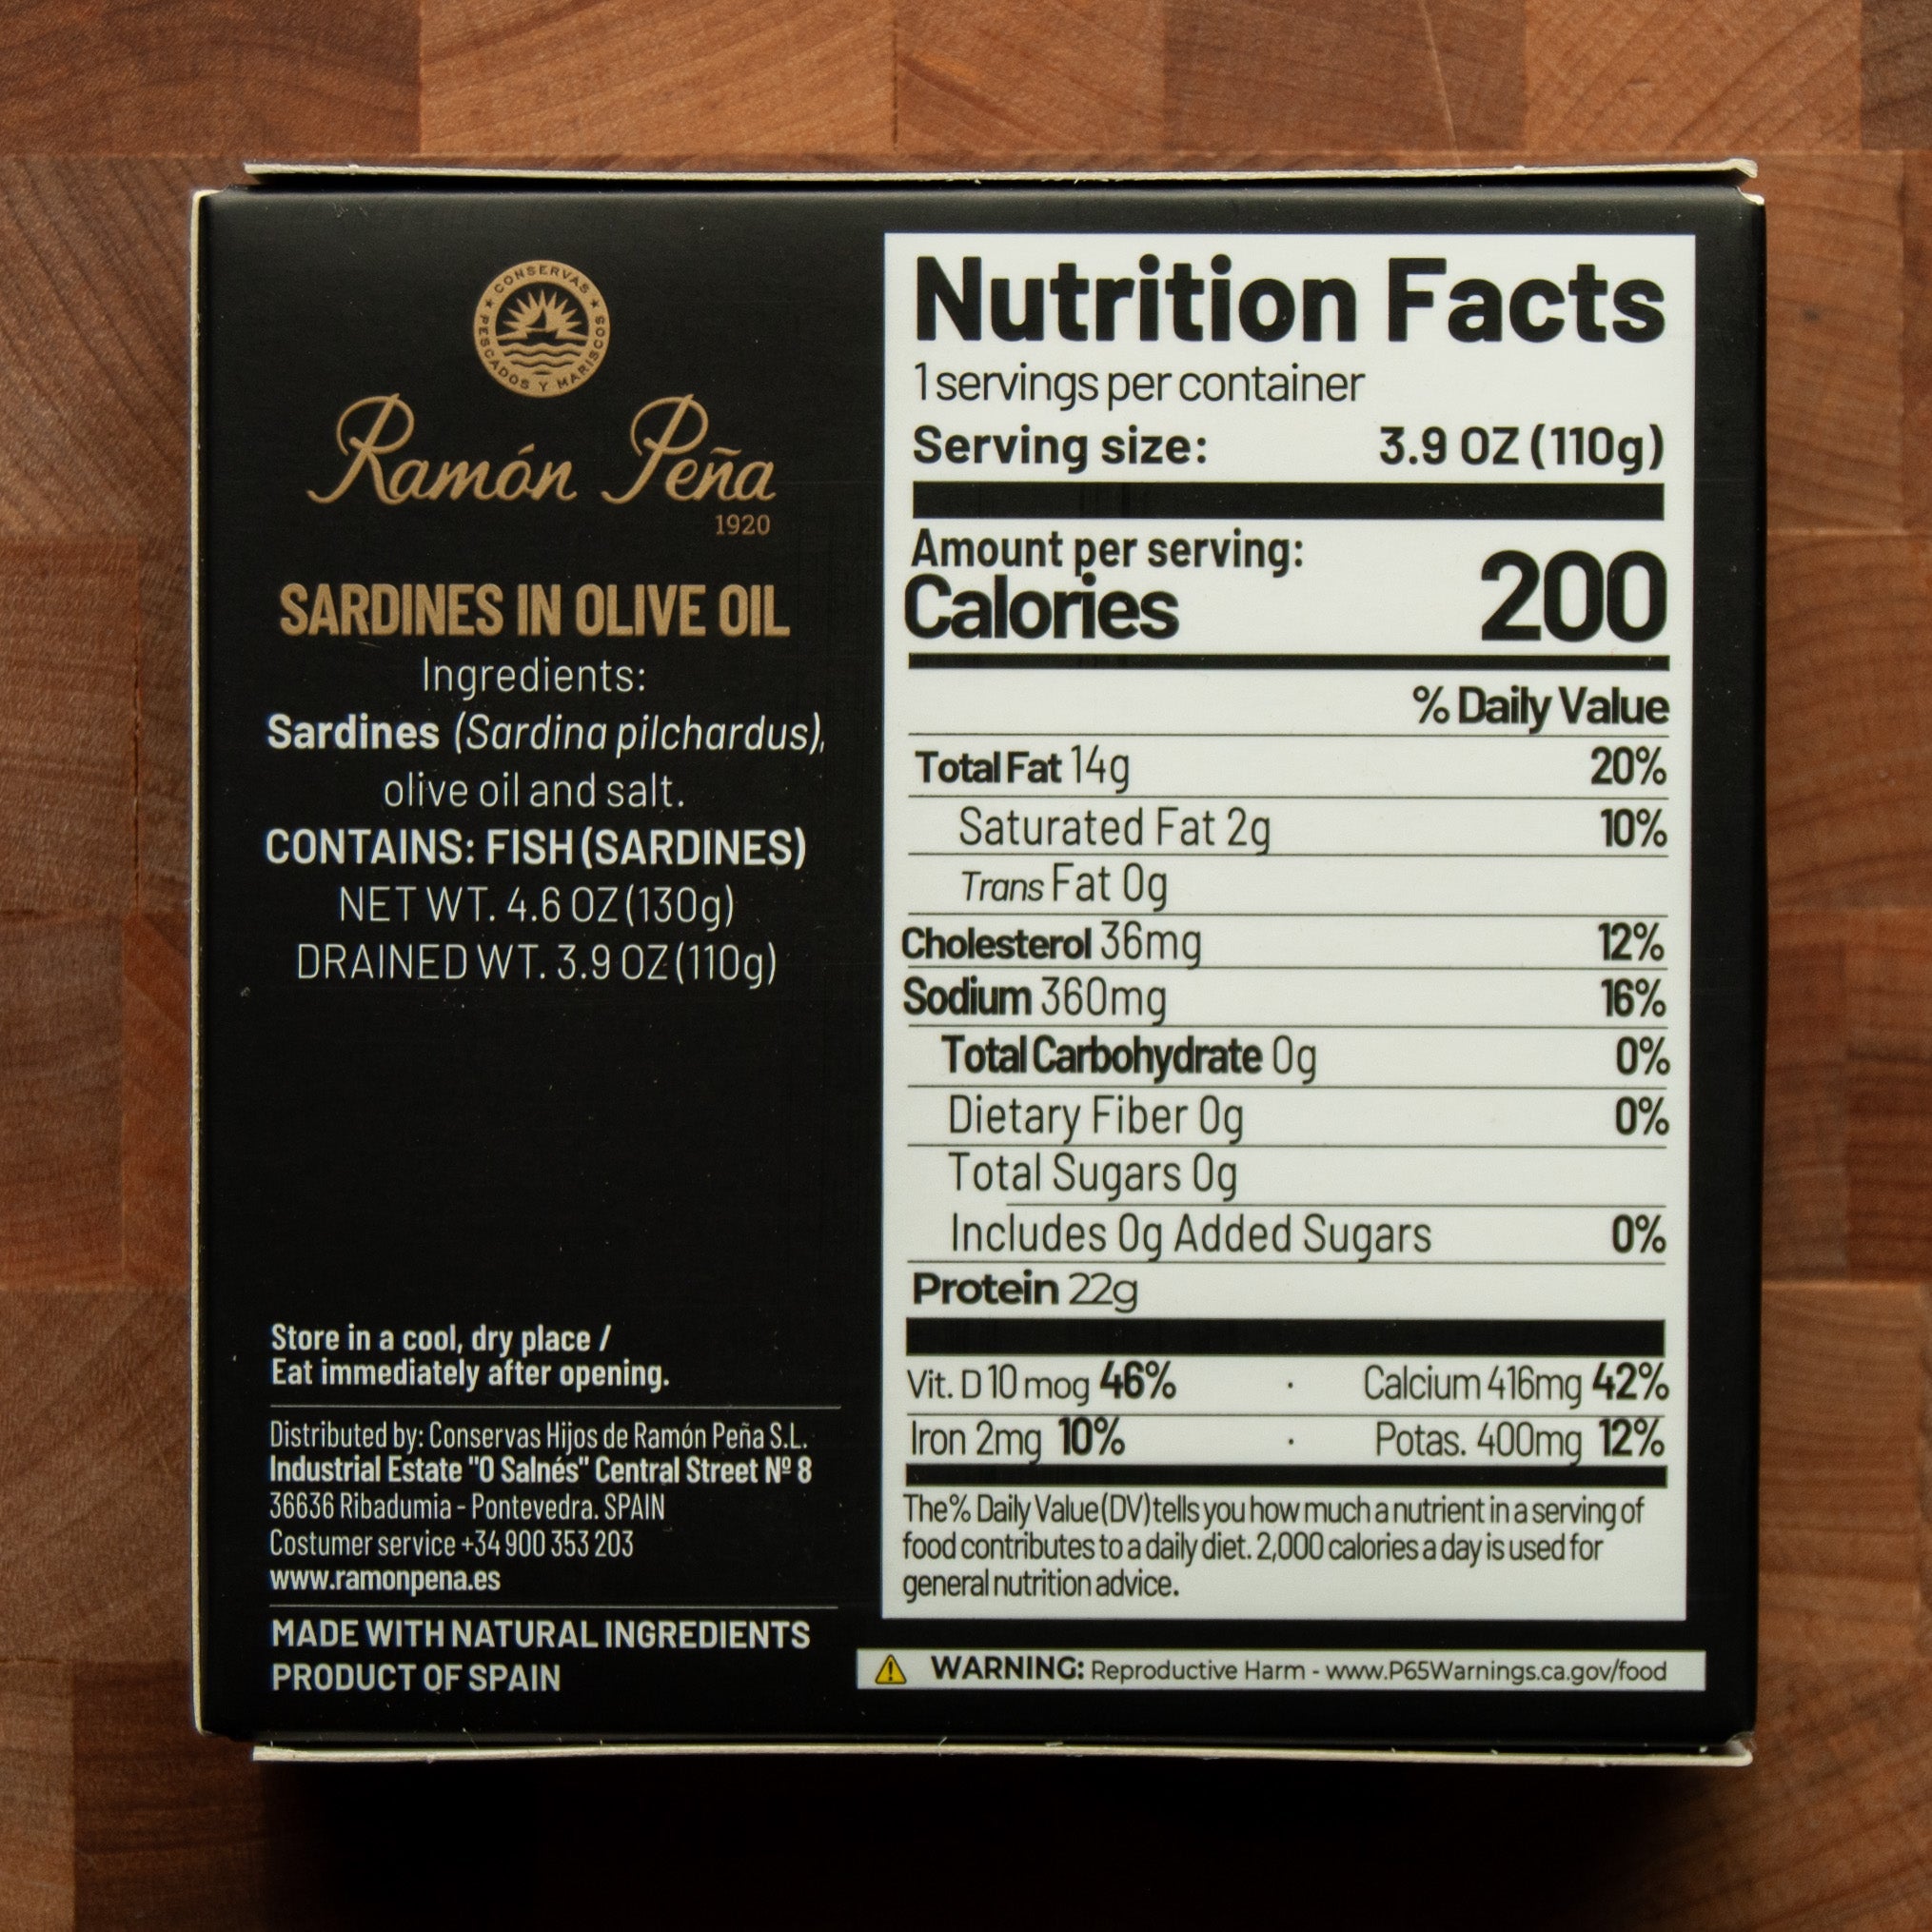 CONSERVAS
PESCADOS Y MARISCOS
Ramón Peña
1920
SARDINES IN OLIVE OIL
Ingredients:
Sardines (Sardina pilchardus),
olive oil and salt.
CONTAINS: FISH (SARDINES)
NET WT. 4.6 OZ (130g)
DRAINED WT. 3.9 OZ (110g)
Store in a cool, dry place /
Eat immediately after opening.
Distributed by: Conservas Hijos de Ramón Peña S.L.
Industrial Estate "O Salnés" Central Street Nº 8
36636 Ribadumia - Pontevedra. SPAIN
Costumer service +34 900 353 203
www.ramonpena.es
MADE WITH NATURAL INGREDIENTS
PRODUCT OF SPAIN
Nutrition Facts
1 servings per container
Serving size: 3.9 OZ (110g)
Amount per serving:
Calories 200
% Daily Value
Total Fat 14g 20%
Saturated Fat 2g 10%
Trans Fat 0g
Cholesterol 36mg 12%
Sodium 360mg 16%
Total Carbohydrate 0g 0%
Dietary Fiber 0g 0%
Total Sugars 0g
Includes 0g Added Sugars 0%
Protein 22g
Vit. D 10 mog 46% · Calcium 416mg 42%
Iron 2mg 10% · Potas. 400mg 12%
The % Daily Value (DV) tells you how much a nutrient in a serving of
food contributes to a daily diet. 2,000 calories a day is used for
general nutrition advice.
WARNING: Reproductive Harm - www.P65Warnings.ca.gov/food